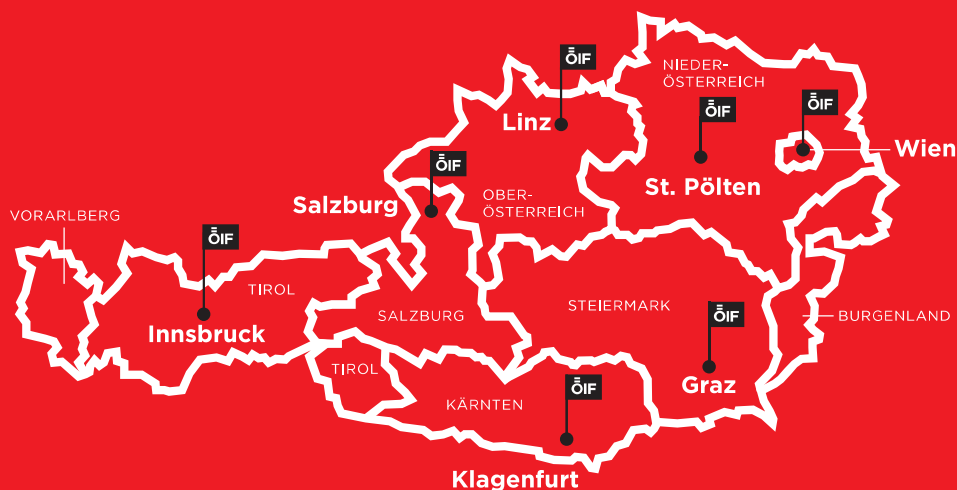 ÖIF
NIEDER-
ÖSTERREICH
Linz
ÖIF
ÖIF
Wien
ÖIF
St. Pölten
Salzburg
OBER-
ÖSTERREICH
VORARLBERG
ÖIF
TIROL
Innsbruck
SALZBURG
STEIERMARK
ÖIF
BURGENLAND
TIROL
Graz
KÄRNTEN
ÖIF
Klagenfurt